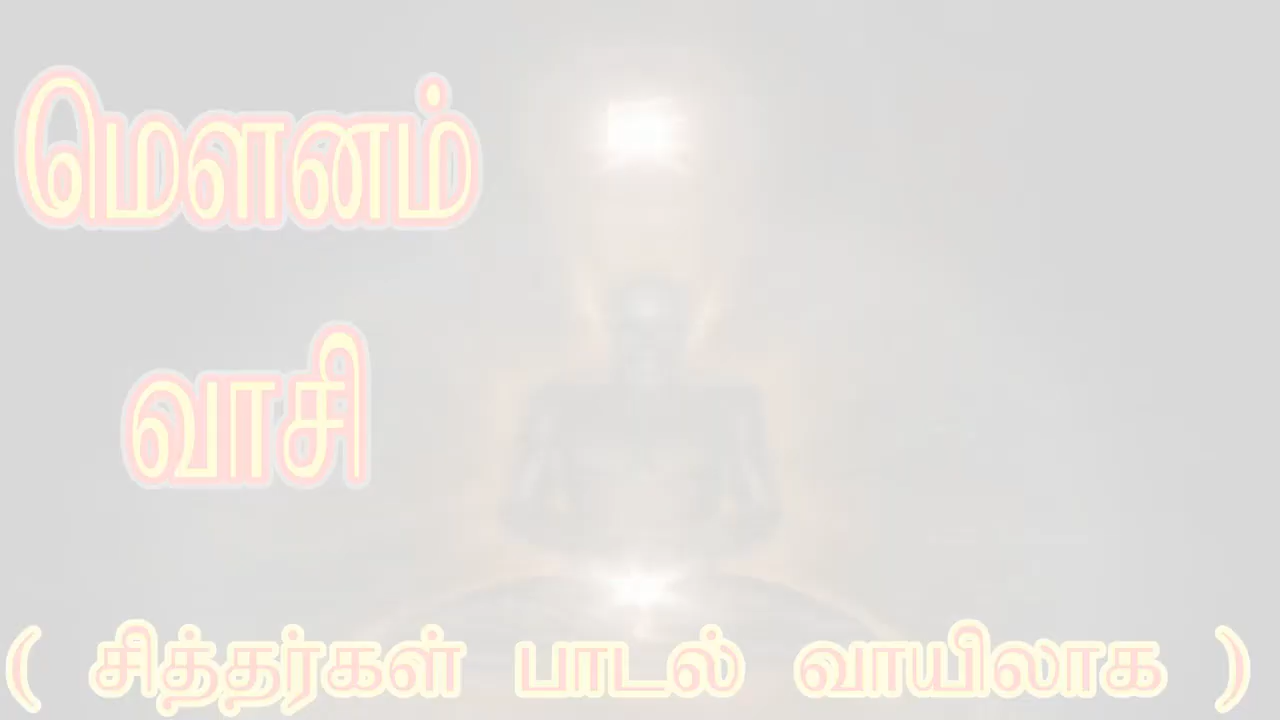 மௌனம்
வாசி
( சித்தர்கள் பாடல் வாயிலாக )